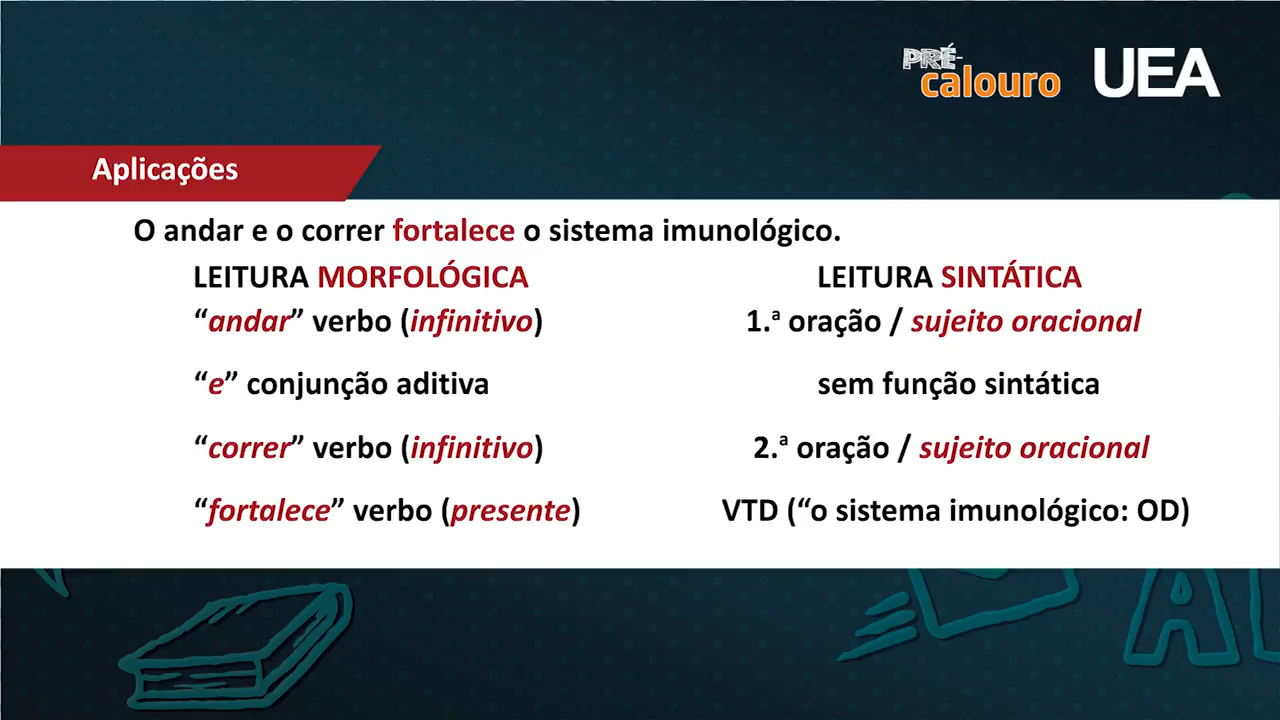 PRÉ-
calouro
UEA
Aplicações
O andar e o correr fortalece o sistema imunológico.
LEITURA MORFOLÓGICA
LEITURA SINTÁTICA
“andar” verbo (infinitivo)
1.ª oração / sujeito oracional
“e” conjunção aditiva
sem função sintática
“correr” verbo (infinitivo)
2.ª oração / sujeito oracional
“fortalece” verbo (presente)
VTD (“o sistema imunológico: OD)